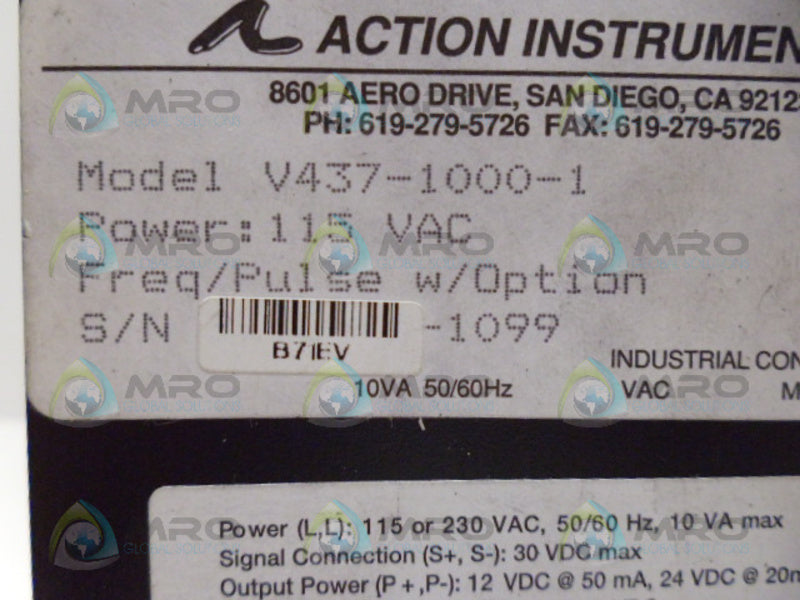 ACTION INSTRUMEN
8601 AERO DRIVE, SAN DIEGO, CA 9212
PH: 619-279-5726 FAX: 619-279-5726
Model V437-1000-1
Power: 115 VAC
Freq/Pulse w/Option
S/N -1099
B71EV
INDUSTRIAL CON
10VA 50/60Hz VAC M
Power (L,L): 115 or 230 VAC, 50/60 Hz, 10 VA max
Signal Connection (S+, S-): 30 VDC/max
Output Power (P+,P-): 12 VDC @ 50 mA, 24 VDC @ 20m
MRO GLOBAL SOLUTIONS